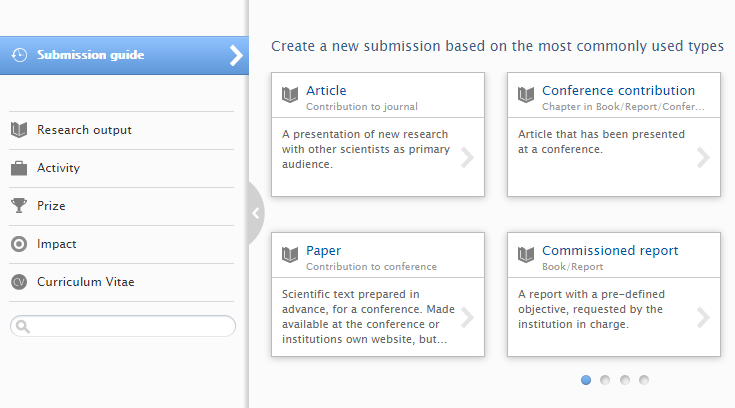 Submission guide
Research output
Activity
Prize
Impact
CV
Curriculum Vitae
Create a new submission based on the most commonly used types
Article
Contribution to journal
A presentation of new research
with other scientists as primary
audience.
Conference contribution
Chapter in Book/Report/Confer...
Article that has been presented
at a conference.
Paper
Contribution to conference
Scientific text prepared in
advance, for a conference. Made
available at the conference or
institutions own website, but...
Commissioned report
Book/Report
A report with a pre-defined
objective, requested by the
institution in charge.